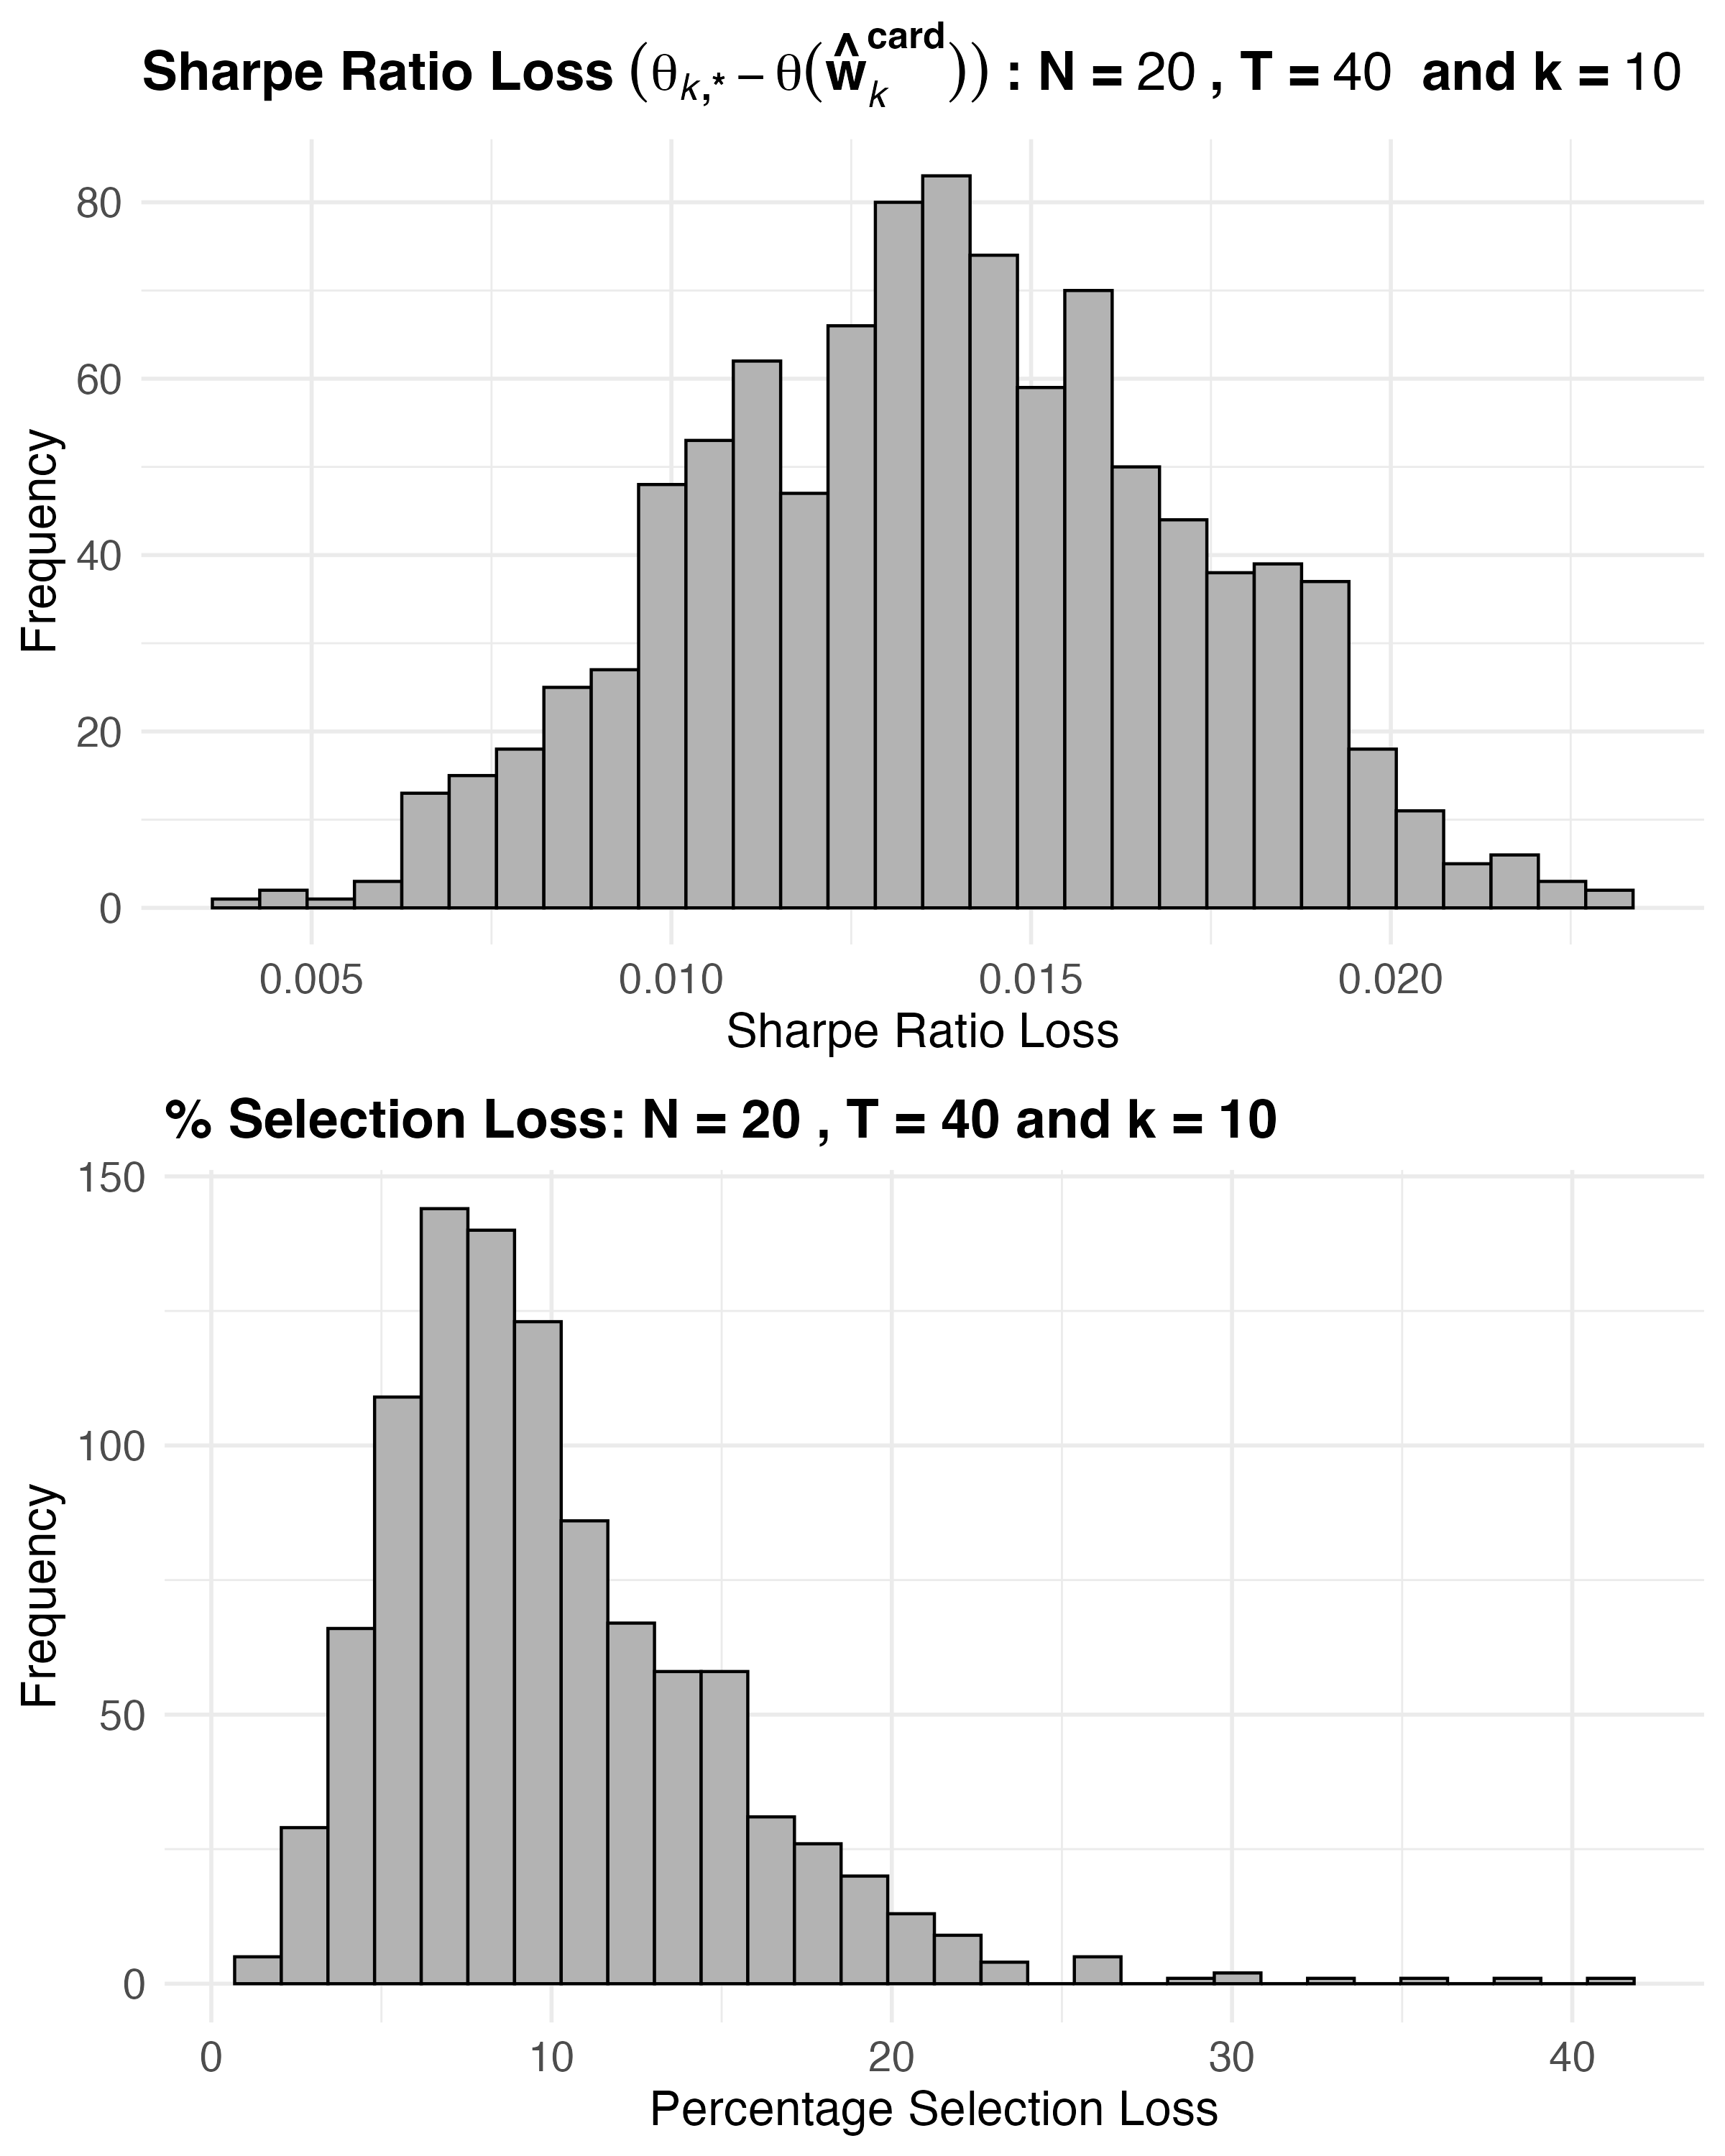 Sharpe Ratio Loss (θk,* − θ(ŵk^card)) : N = 20 , T = 40 and k = 10
80
60
40
20
0
Frequency
0.005 0.010 0.015 0.020
Sharpe Ratio Loss
% Selection Loss: N = 20 , T = 40 and k = 10
150
100
50
0
Frequency
0 10 20 30 40
Percentage Selection Loss